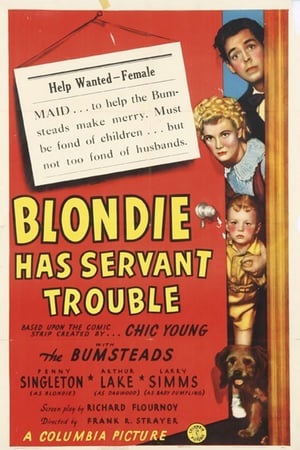 Help Wanted—Female
MAID...to help the Bum-
steads make merry. Must
be fond of children...but
not too fond of husbands.
BLONDIE
HAS SERVANT
TROUBLE
BASED UPON THE COMIC
STRIP CREATED BY... CHIC YOUNG
WITH
The BUMSTEADS
PENNY ARTHUR LARRY
SINGLETON * LAKE * SIMMS
(AS BLONDIE) (AS DAGWOOD) (AS BABY DUMPLING)
Screen play by RICHARD FLOURNOY
Directed by FRANK R. STRAYER
A COLUMBIA PICTURE